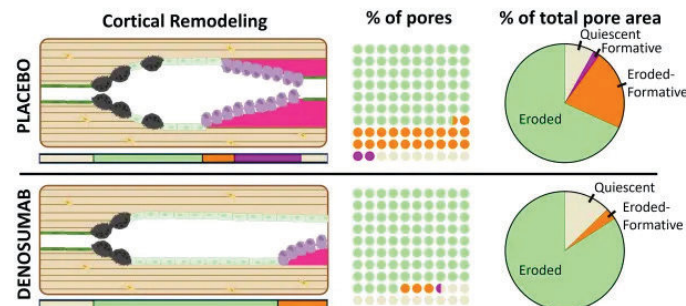 Cortical Remodeling
% of pores
% of total pore area
PLACEBO
Quiescent
Formative
Eroded-
Formative
Eroded
DENOSUMAB
Quiescent
Eroded-
Formative
Eroded